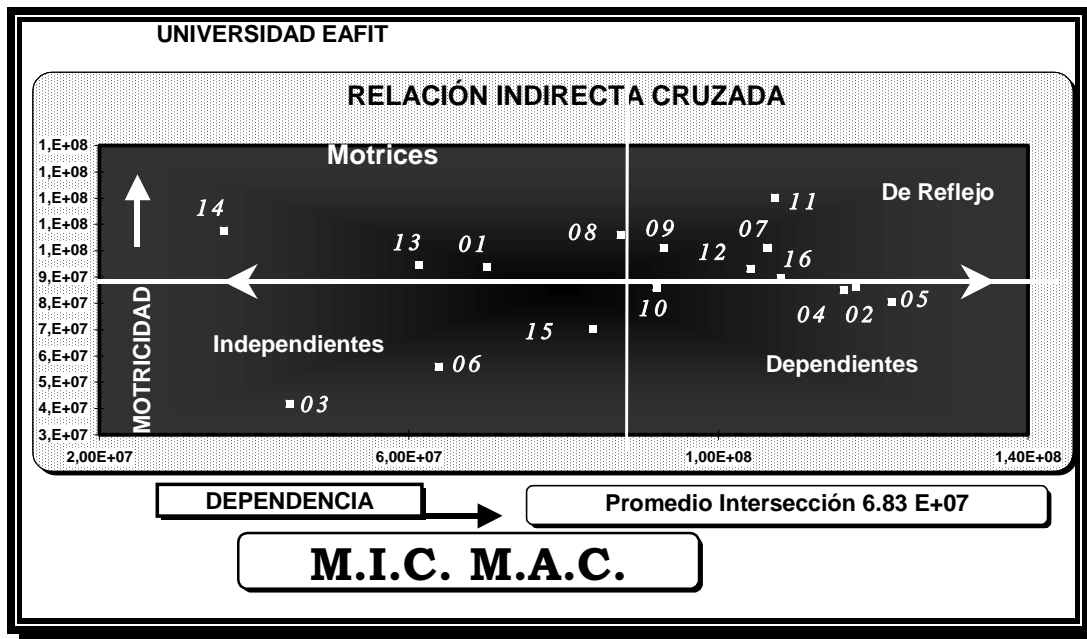 UNIVERSIDAD EAFIT
RELACIÓN INDIRECTA CRUZADA
Motrices
De Reflejo
Independientes
Dependientes
MOTRICIDAD
1,E+08
1,E+08
1,E+08
1,E+08
1,E+08
9,E+07
8,E+07
7,E+07
6,E+07
5,E+07
4,E+07
3,E+07
14
13
01
08
09
07
11
12
16
10
04
02
05
15
06
03
2,00E+07
6,00E+07
1,00E+08
1,40E+08
DEPENDENCIA
Promedio Intersección 6.83 E+07
M.I.C. M.A.C.